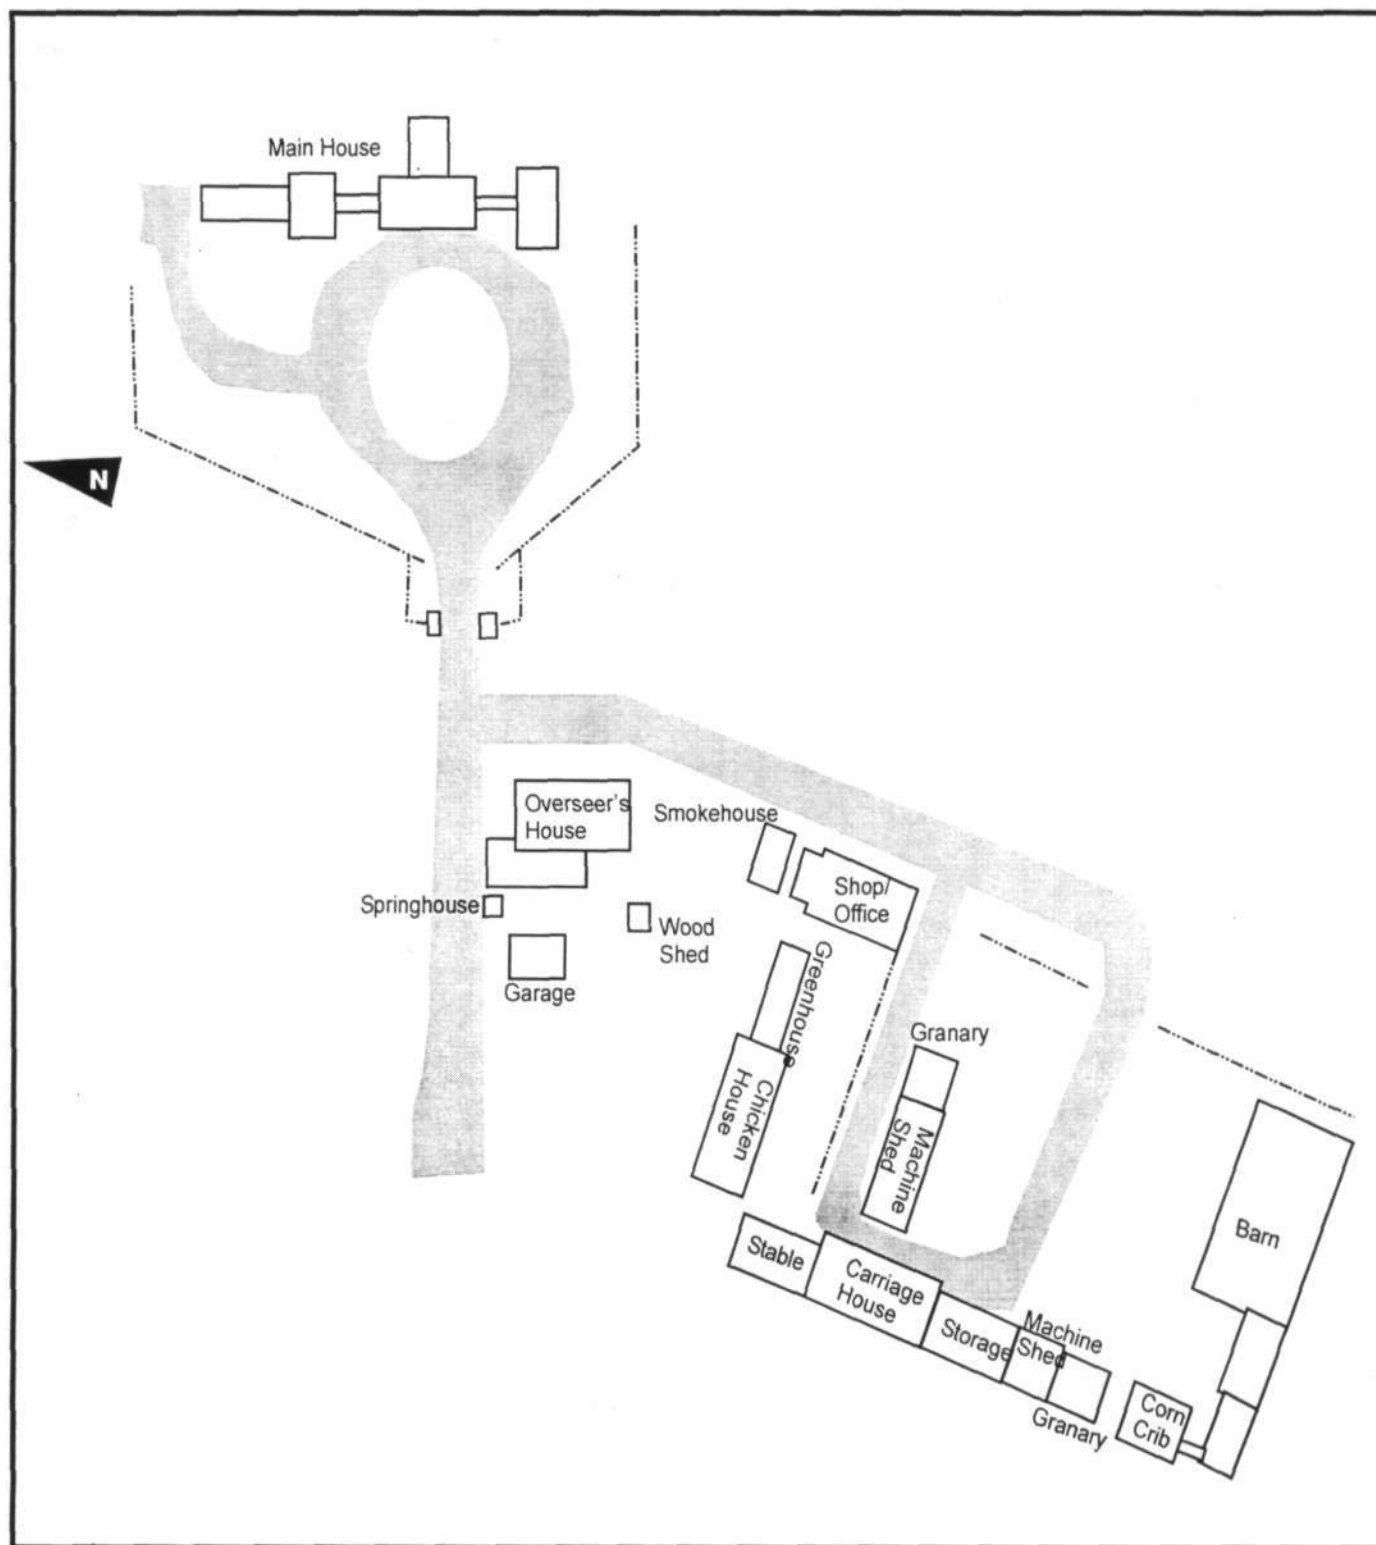 Main House
N
Overseer's
House
Smokehouse
Shop/
Office
Springhouse
Wood
Shed
Garage
Greenhouse
Granary
Chicken
House
Machine
Shed
Barn
Stable
Carriage
House
Storage
Machine
Shed
Granary
Corn
Crib